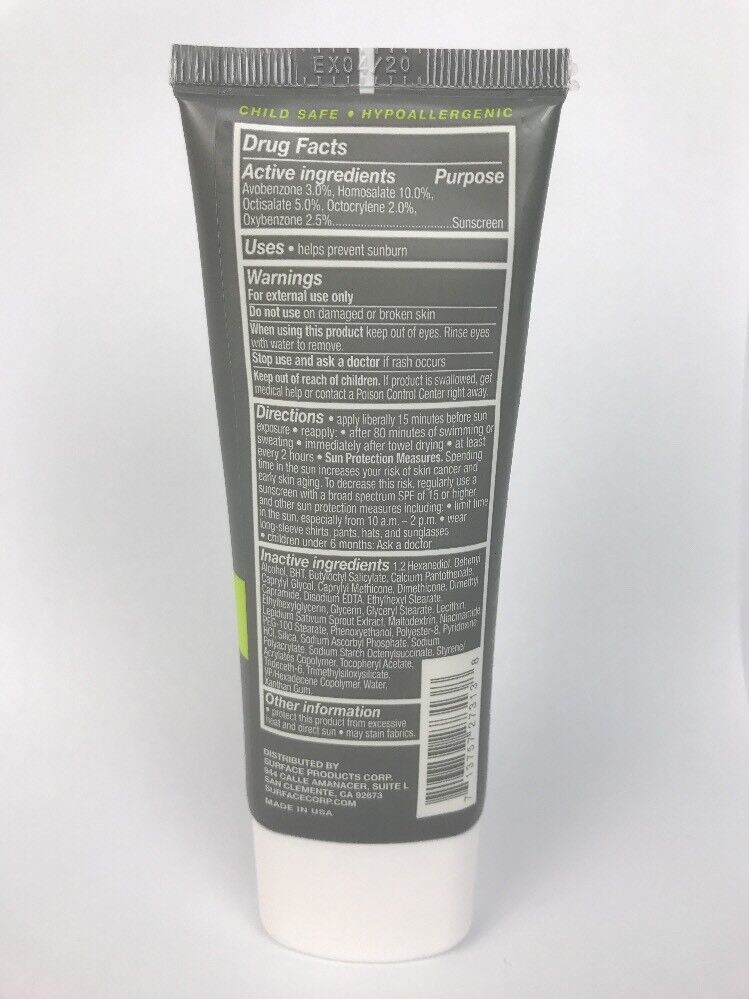 EX04/20
CHILD SAFE • HYPOALLERGENIC
Drug Facts
Active ingredients Purpose
Avobenzone 3.0%, Homosalate 10.0%,
Octisalate 5.0%, Octocrylene 2.0%,
Oxybenzone 2.5%..............................Sunscreen
Uses • helps prevent sunburn
Warnings
For external use only
Do not use on damaged or broken skin
When using this product keep out of eyes. Rinse eyes
with water to remove.
Stop use and ask a doctor if rash occurs
Keep out of reach of children. If product is swallowed, get
medical help or contact a Poison Control Center right away.
Directions • apply liberally 15 minutes before sun
exposure • reapply: • after 80 minutes of swimming or
sweating • immediately after towel drying • at least
every 2 hours • Sun Protection Measures. Spending
time in the sun increases your risk of skin cancer and
early skin aging. To decrease this risk, regularly use a
sunscreen with a broad spectrum SPF of 15 or higher
and other sun protection measures including: • limit time
in the sun, especially from 10 a.m. – 2 p.m. • wear
long-sleeve shirts, pants, hats, and sunglasses
• children under 6 months: Ask a doctor
Inactive ingredients 1,2 Hexanediol, Behenyl
Alcohol, BHT, Butyloctyl Salicylate, Calcium Pantothenate,
Caprylyl Glycol, Caprylyl Methicone, Dimethicone, Dimethyl
Capramide, Disodium EDTA, Ethylhexyl Stearate,
Ethylhexylglycerin, Glycerin, Glyceryl Stearate, Lecithin,
Lepidium Sativum Sprout Extract, Maltodextrin, Niacinamide
PEG-100 Stearate, Phenoxyethanol, Polyester-8, Pyridoxine
HCl, Silica, Sodium Ascorbyl Phosphate, Sodium
Polyacrylate, Sodium Starch Octenylsuccinate, Styrene/
Acrylates Copolymer, Tocopheryl Acetate,
Trideceth-6, Trimethylsiloxysilicate,
VP/Hexadecene Copolymer, Water,
Xanthan Gum.
Other information
• protect this product from excessive
heat and direct sun • may stain fabrics.
DISTRIBUTED BY
SURFACE PRODUCTS CORP.
944 CALLE AMANACER, SUITE L
SAN CLEMENTE, CA 92673
SURFACECORP.COM
MADE IN USA
7 13757 27313 8